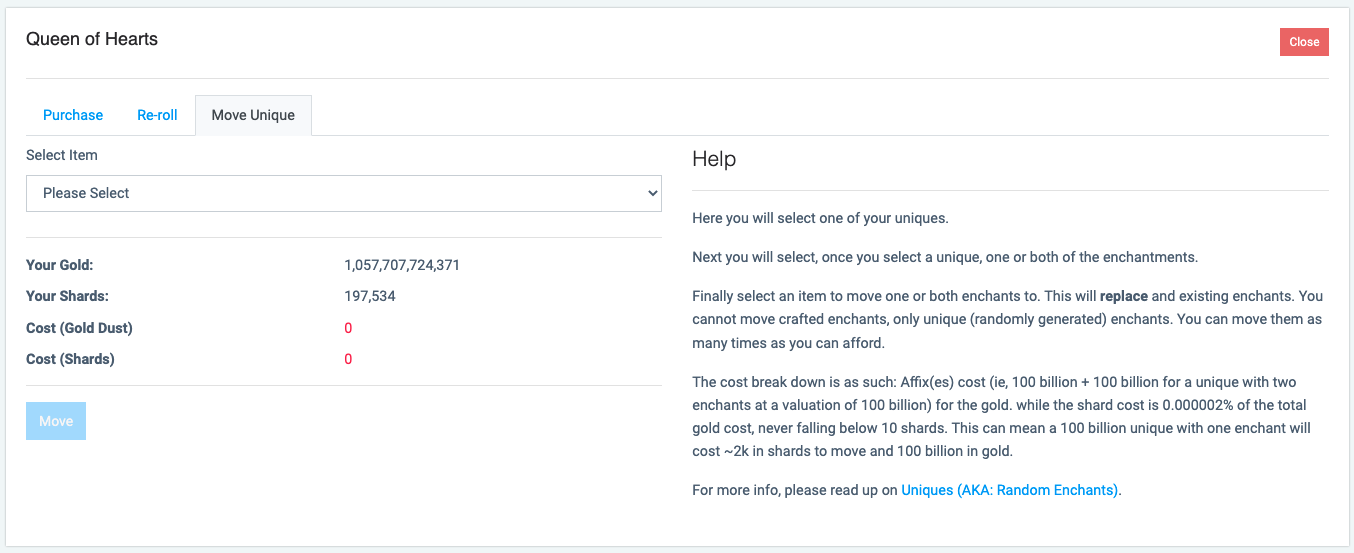 Queen of Hearts
Close
Purchase
Re-roll
Move Unique
Select Item
Please Select
Your Gold: 1,057,707,724,371
Your Shards: 197,534
Cost (Gold Dust) 0
Cost (Shards) 0
Move
Help
Here you will select one of your uniques.
Next you will select, once you select a unique, one or both of the enchantments.
Finally select an item to move one or both enchants to. This will replace and existing enchants. You
cannot move crafted enchants, only unique (randomly generated) enchants. You can move them as
many times as you can afford.
The cost break down is as such: Affix(es) cost (ie, 100 billion + 100 billion for a unique with two
enchants at a valuation of 100 billion) for the gold. while the shard cost is 0.000002% of the total
gold cost, never falling below 10 shards. This can mean a 100 billion unique with one enchant will
cost ~2k in shards to move and 100 billion in gold.
For more info, please read up on Uniques (AKA: Random Enchants).